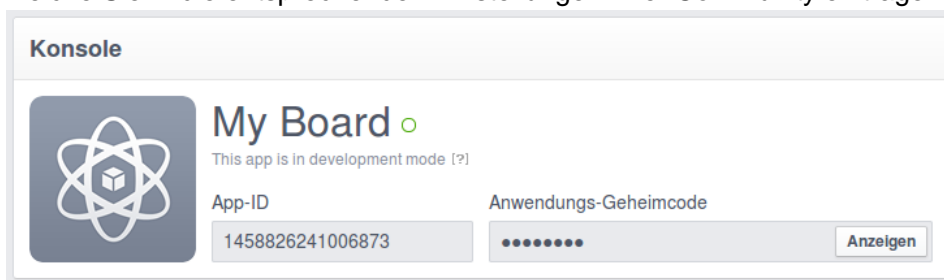 Konsole
My Board
This app is in development mode [?]
App-ID
Anwendungs-Geheimcode
1458826241006873
●●●●●●●●
Anzeigen